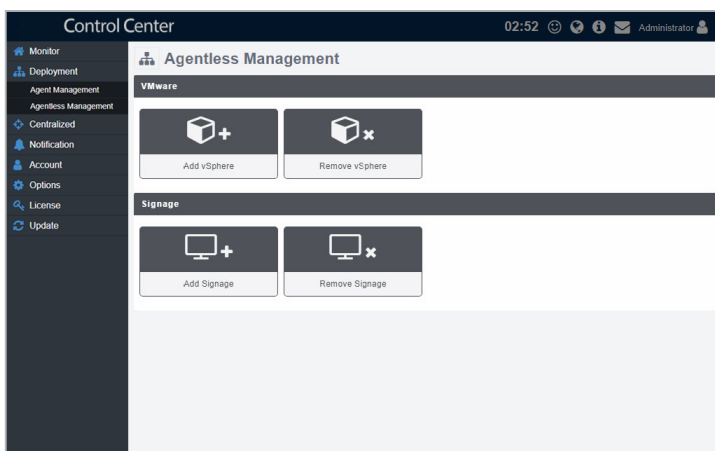 Control Center
02:52 Administrator
Monitor
Deployment
Agent Management
Agentless Management
Centralized
Notification
Account
Options
License
Update
Agentless Management
VMware
Add vSphere
Remove vSphere
Signage
Add Signage
Remove Signage